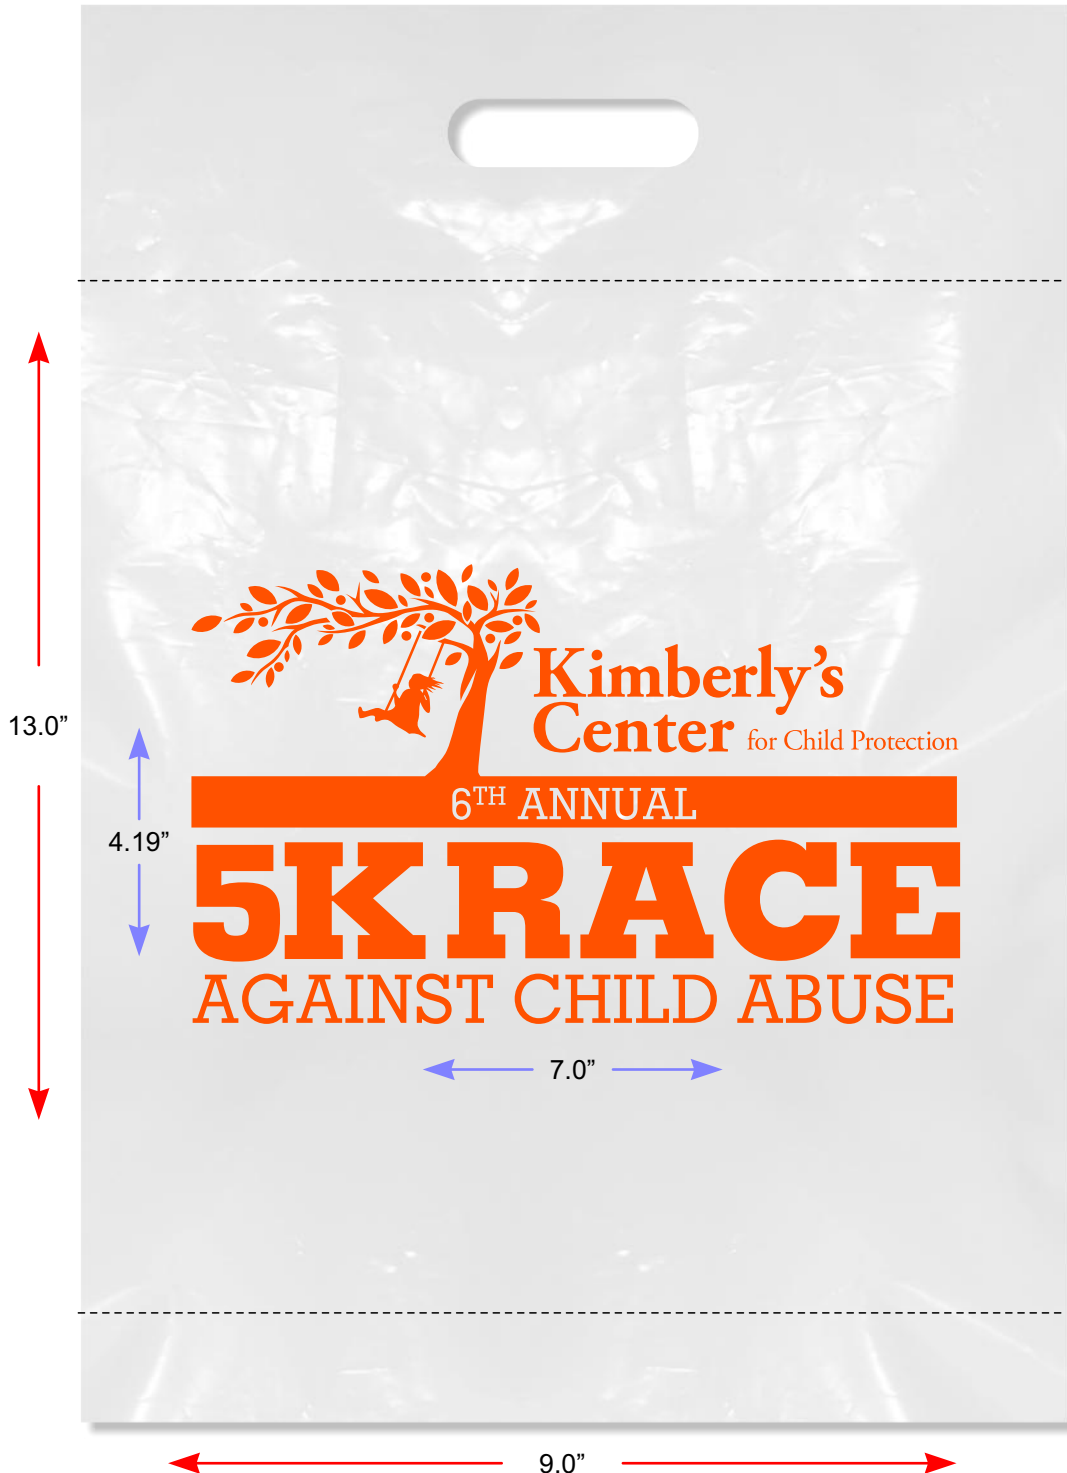 13.0”
Kimberly’s
Center for Child Protection
4.19”
6TH ANNUAL
5K RACE
AGAINST CHILD ABUSE
7.0”
9.0”